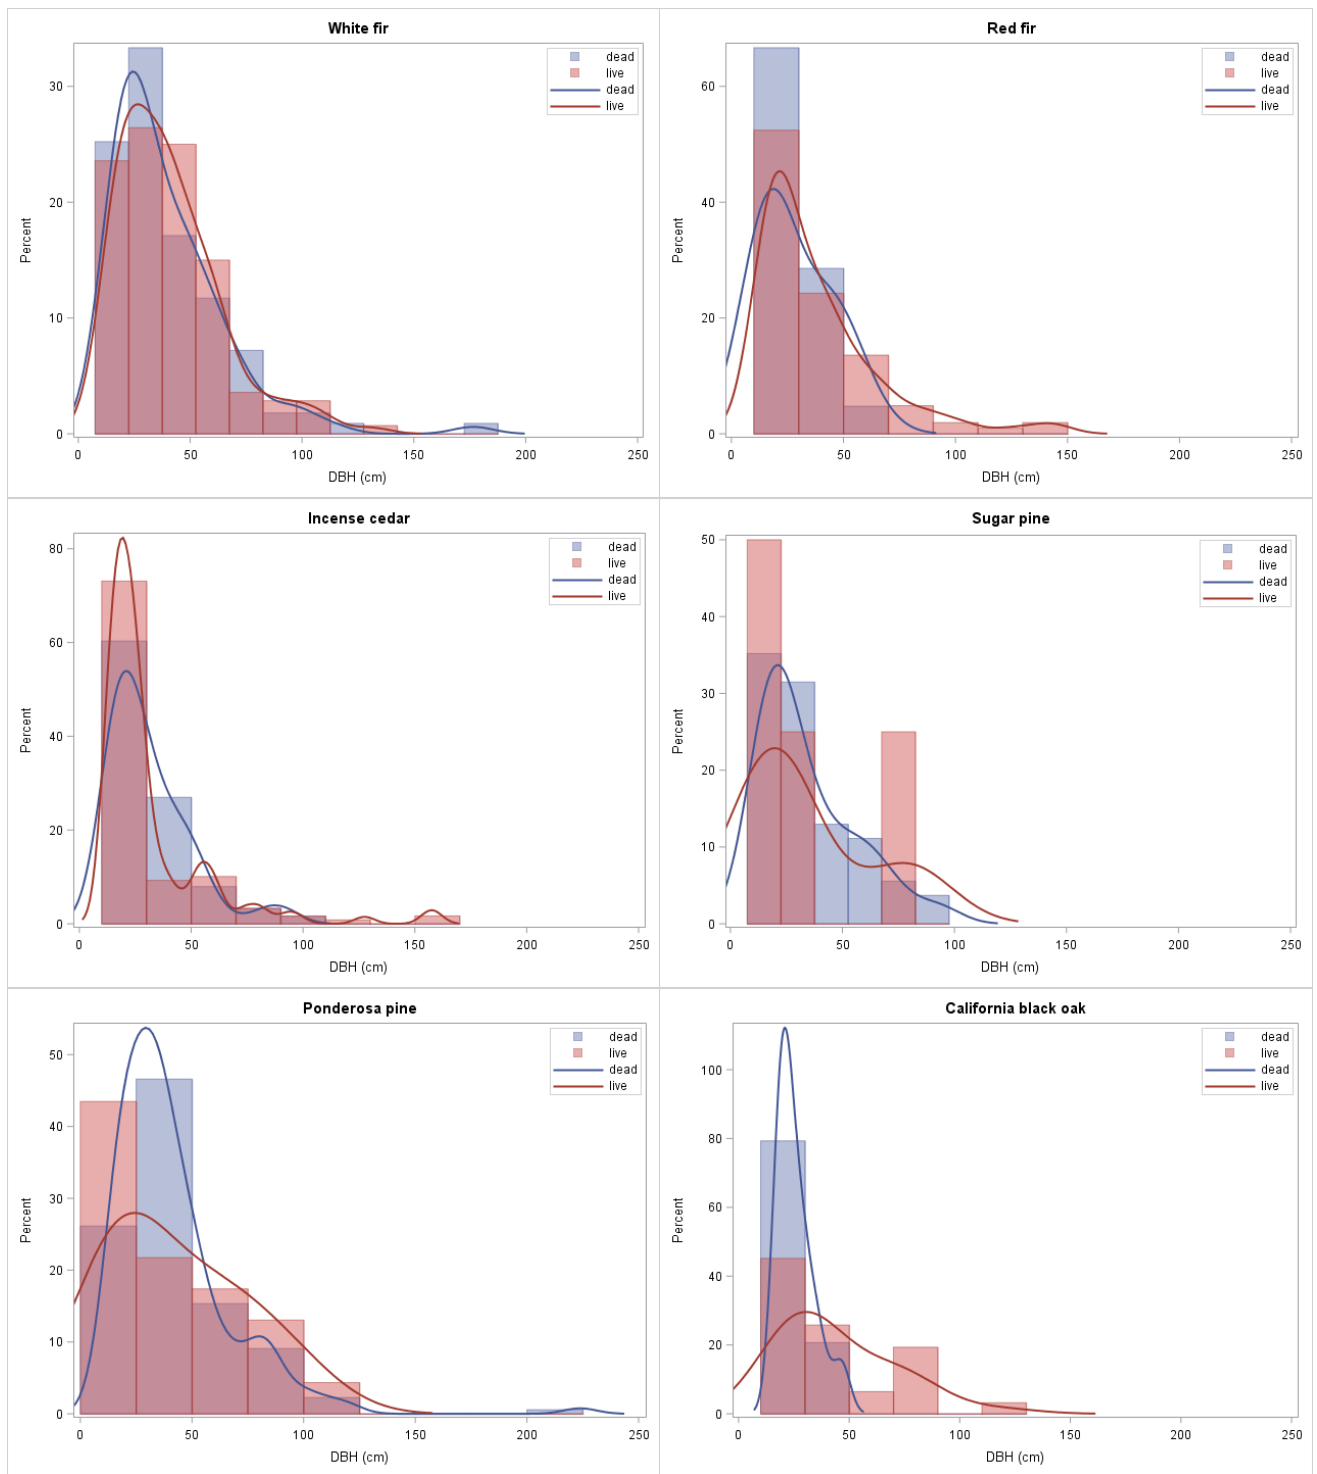 White fir
dead
live
dead
live
30
20
10
0
Percent
0 50 100 150 200 250
DBH (cm)
Red fir
dead
live
dead
live
60
40
20
0
Percent
0 50 100 150 200 250
DBH (cm)
Incense cedar
dead
live
dead
live
80
60
40
20
0
Percent
0 50 100 150 200 250
DBH (cm)
Sugar pine
dead
live
dead
live
50
40
30
20
10
0
Percent
0 50 100 150 200 250
DBH (cm)
Ponderosa pine
dead
live
dead
live
50
40
30
20
10
0
Percent
0 50 100 150 200 250
DBH (cm)
California black oak
dead
live
dead
live
100
80
60
40
20
0
Percent
0 50 100 150 200 250
DBH (cm)